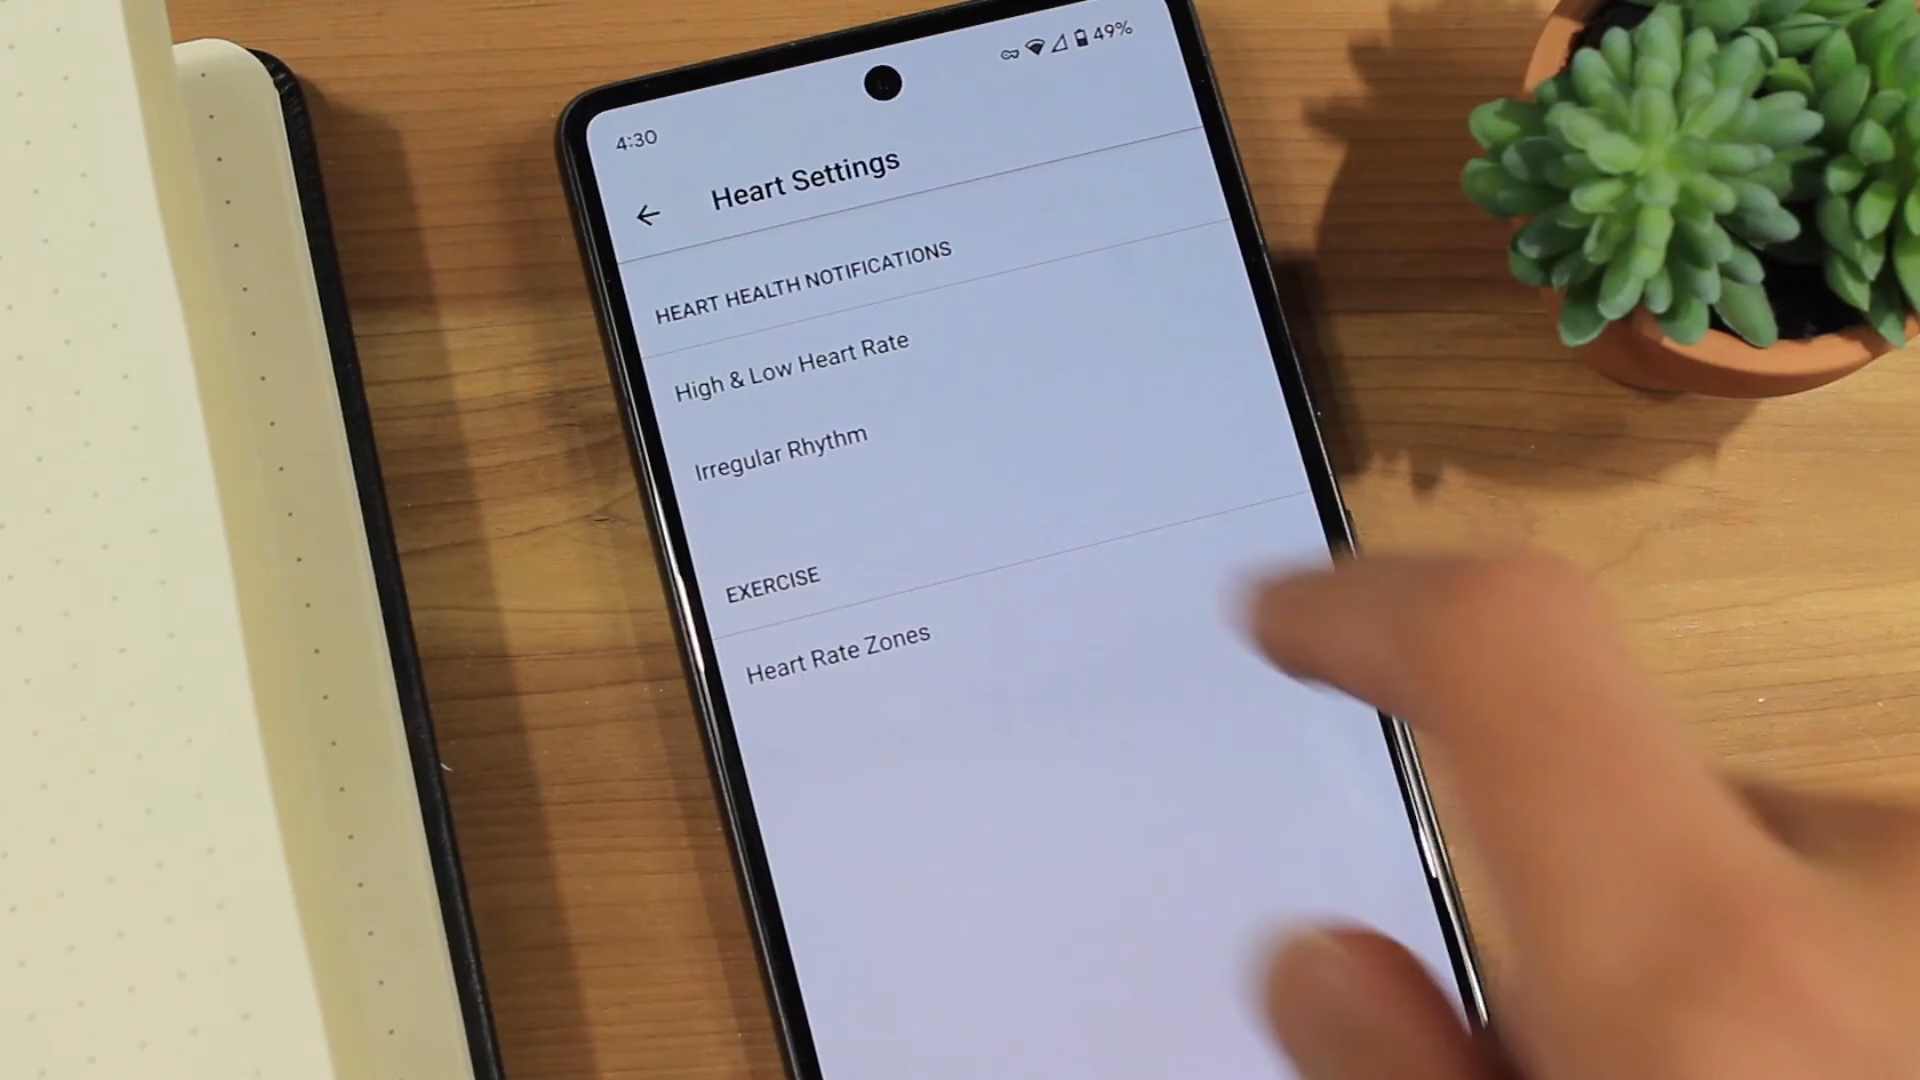 49%
4:30
Heart Settings
HEART HEALTH NOTIFICATIONS
High & Low Heart Rate
Irregular Rhythm
EXERCISE
Heart Rate Zones